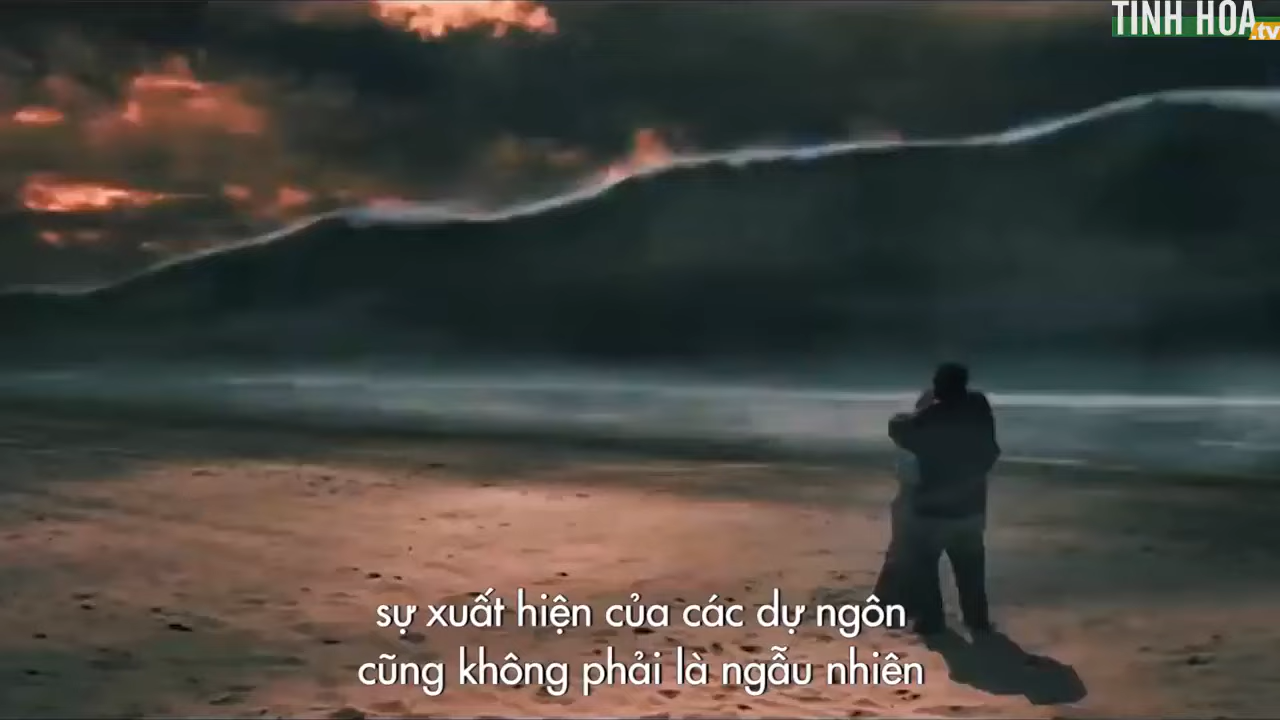 TINH HOA
.tv
sự xuất hiện của các dự ngôn
cũng không phải là ngẫu nhiên